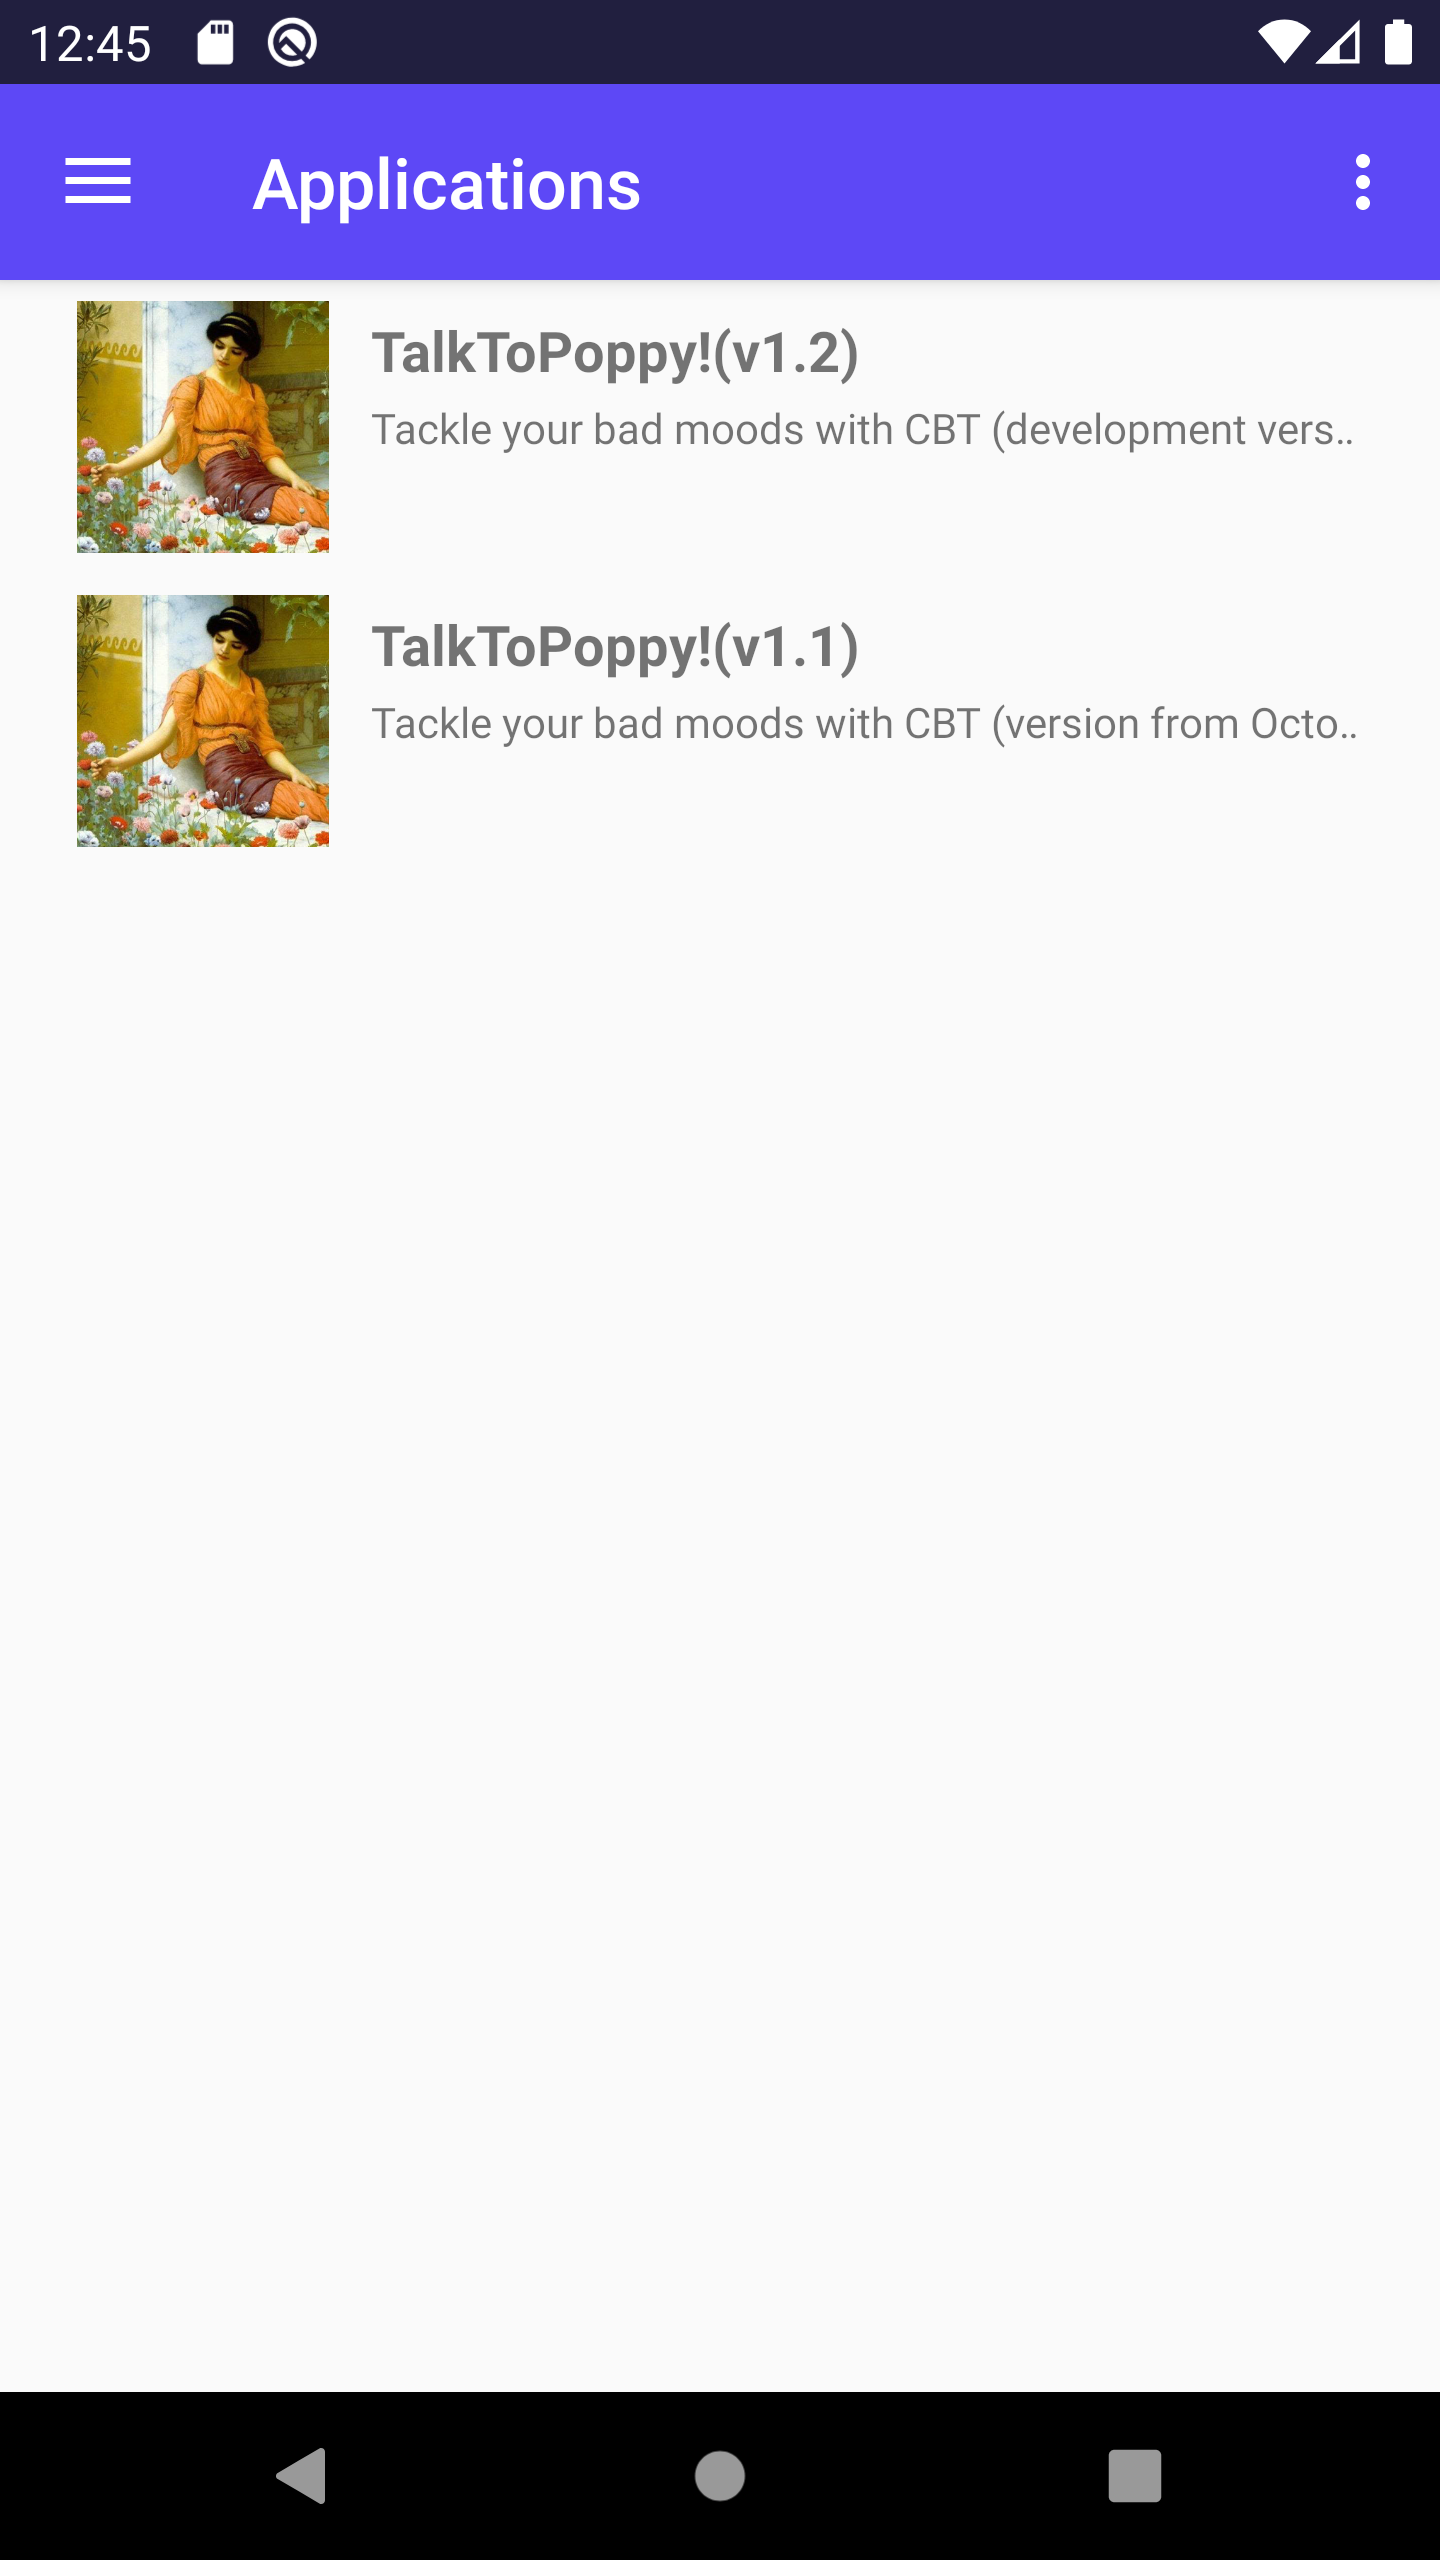 12:45
Applications
TalkToPoppy!(v1.2)
Tackle your bad moods with CBT (development vers..
TalkToPoppy!(v1.1)
Tackle your bad moods with CBT (version from Octo..